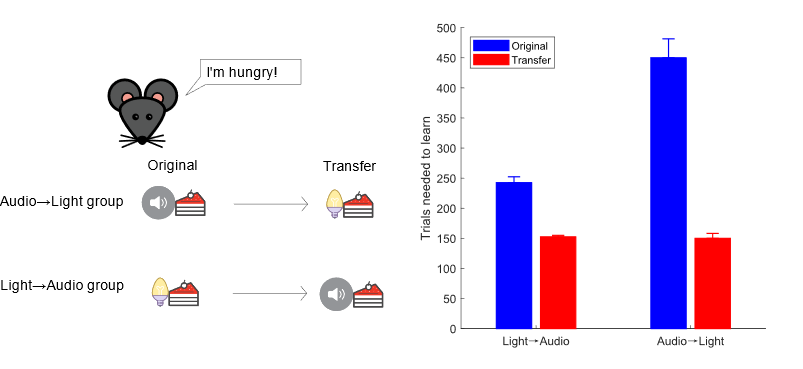 I'm hungry!
Original
Transfer
Audio→Light group
Light→Audio group
Trials needed to learn
500
450
400
350
300
250
200
150
100
50
0
Original
Transfer
Light→Audio
Audio→Light